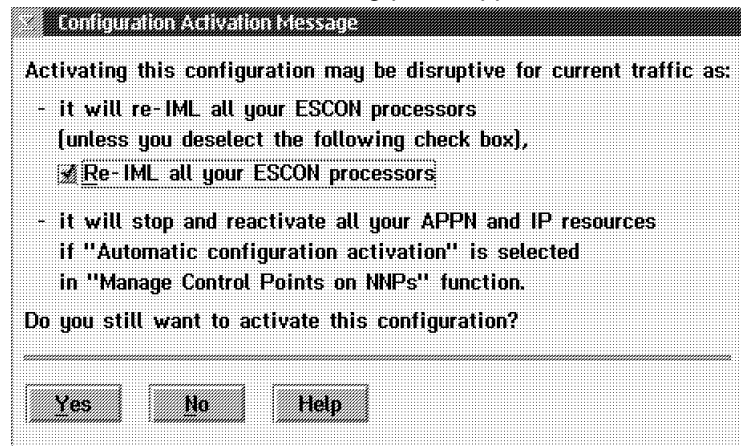 Configuration Activation Message
Activating this configuration may be disruptive for current traffic as:
- it will re-IML all your ESCON processors
(unless you deselect the following check box),
Re-IML all your ESCON processors
- it will stop and reactivate all your APPN and IP resources
if "Automatic configuration activation" is selected
in "Manage Control Points on NNPs" function.
Do you still want to activate this configuration?
Yes No Help